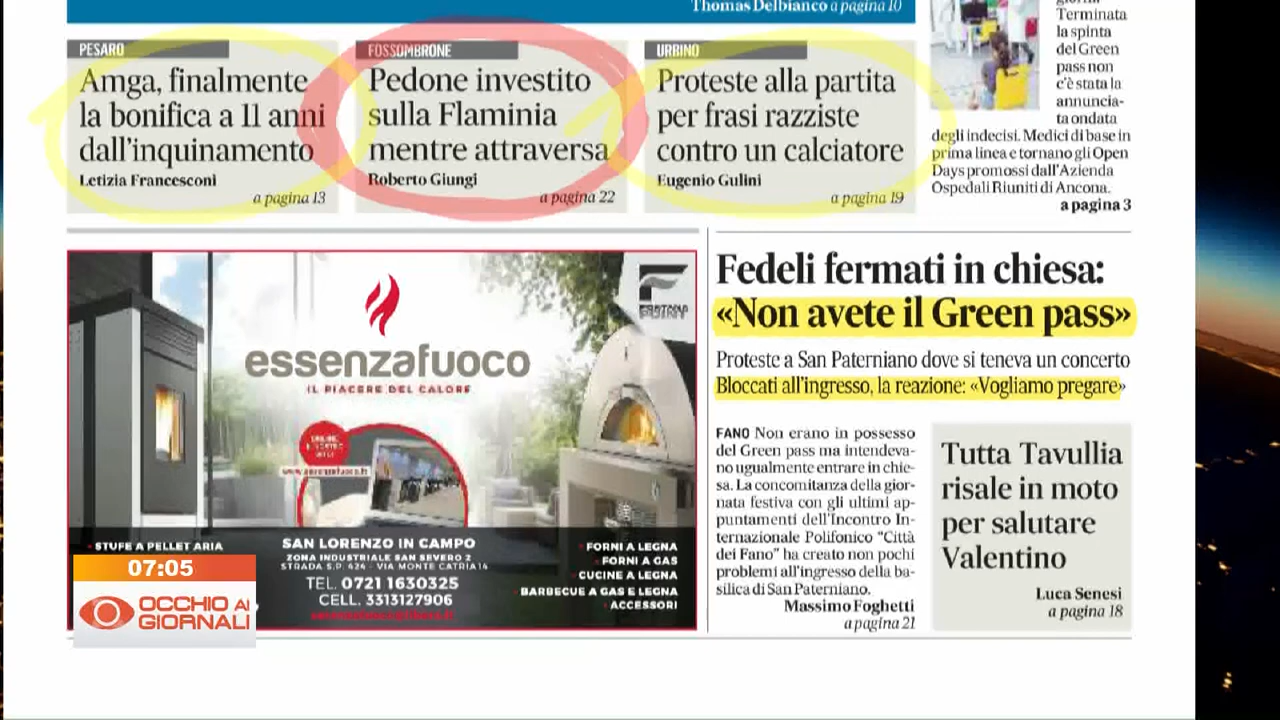 Thomas Delbianco a pagina 10
PESARO
Amga, finalmente
la bonifica a 11 anni
dall'inquinamento
Letizia Francesconi
a pagina 13
FOSSOMBRONE
Pedone investito
sulla Flaminia
mentre attraversa
Roberto Giungi
a pagina 22
URBINO
Proteste alla partita
per frasi razziste
contro un calciatore
Eugenio Gulini
a pagina 19
Terminata
la spinta
del Green
pass non
c'è stata la
annuncia-
ta ondata
degli indecisi. Medici di base in
prima linea e tornano gli Open
Days promossi dall'Azienda
Ospedali Riuniti di Ancona.
a pagina 3
essenzafuoco
IL PIACERE DEL CALORE
SAN LORENZO IN CAMPO
ZONA INDUSTRIALE SAN SEVERO 2
STRADA S.P. 424 - VIA MONTE CATRIA 14
TEL. 0721 1630325
CELL. 3313127906
STUFE A PELLET ARIA
FORNI A LEGNA
FORNI A GAS
CUCINE A LEGNA
BARBECUE A GAS E LEGNA
ACCESSORI
Fedeli fermati in chiesa:
«Non avete il Green pass»
Proteste a San Paterniano dove si teneva un concerto
Bloccati all'ingresso, la reazione: «Vogliamo pregare»
FANO Non erano in possesso
del Green pass ma intendeva-
no ugualmente entrare in chie-
sa. La concomitanza della gior-
nata festiva con gli ultimi ap-
puntamenti dell'Incontro In-
ternazionale Polifonico "Città
dei Fano" ha creato non pochi
problemi all'ingresso della ba-
silica di San Paterniano.
Massimo Foghetti
a pagina 21
Tutta Tavullia
risale in moto
per salutare
Valentino
Luca Senesi
a pagina 18
07:05
OCCHIO AI
GIORNALI